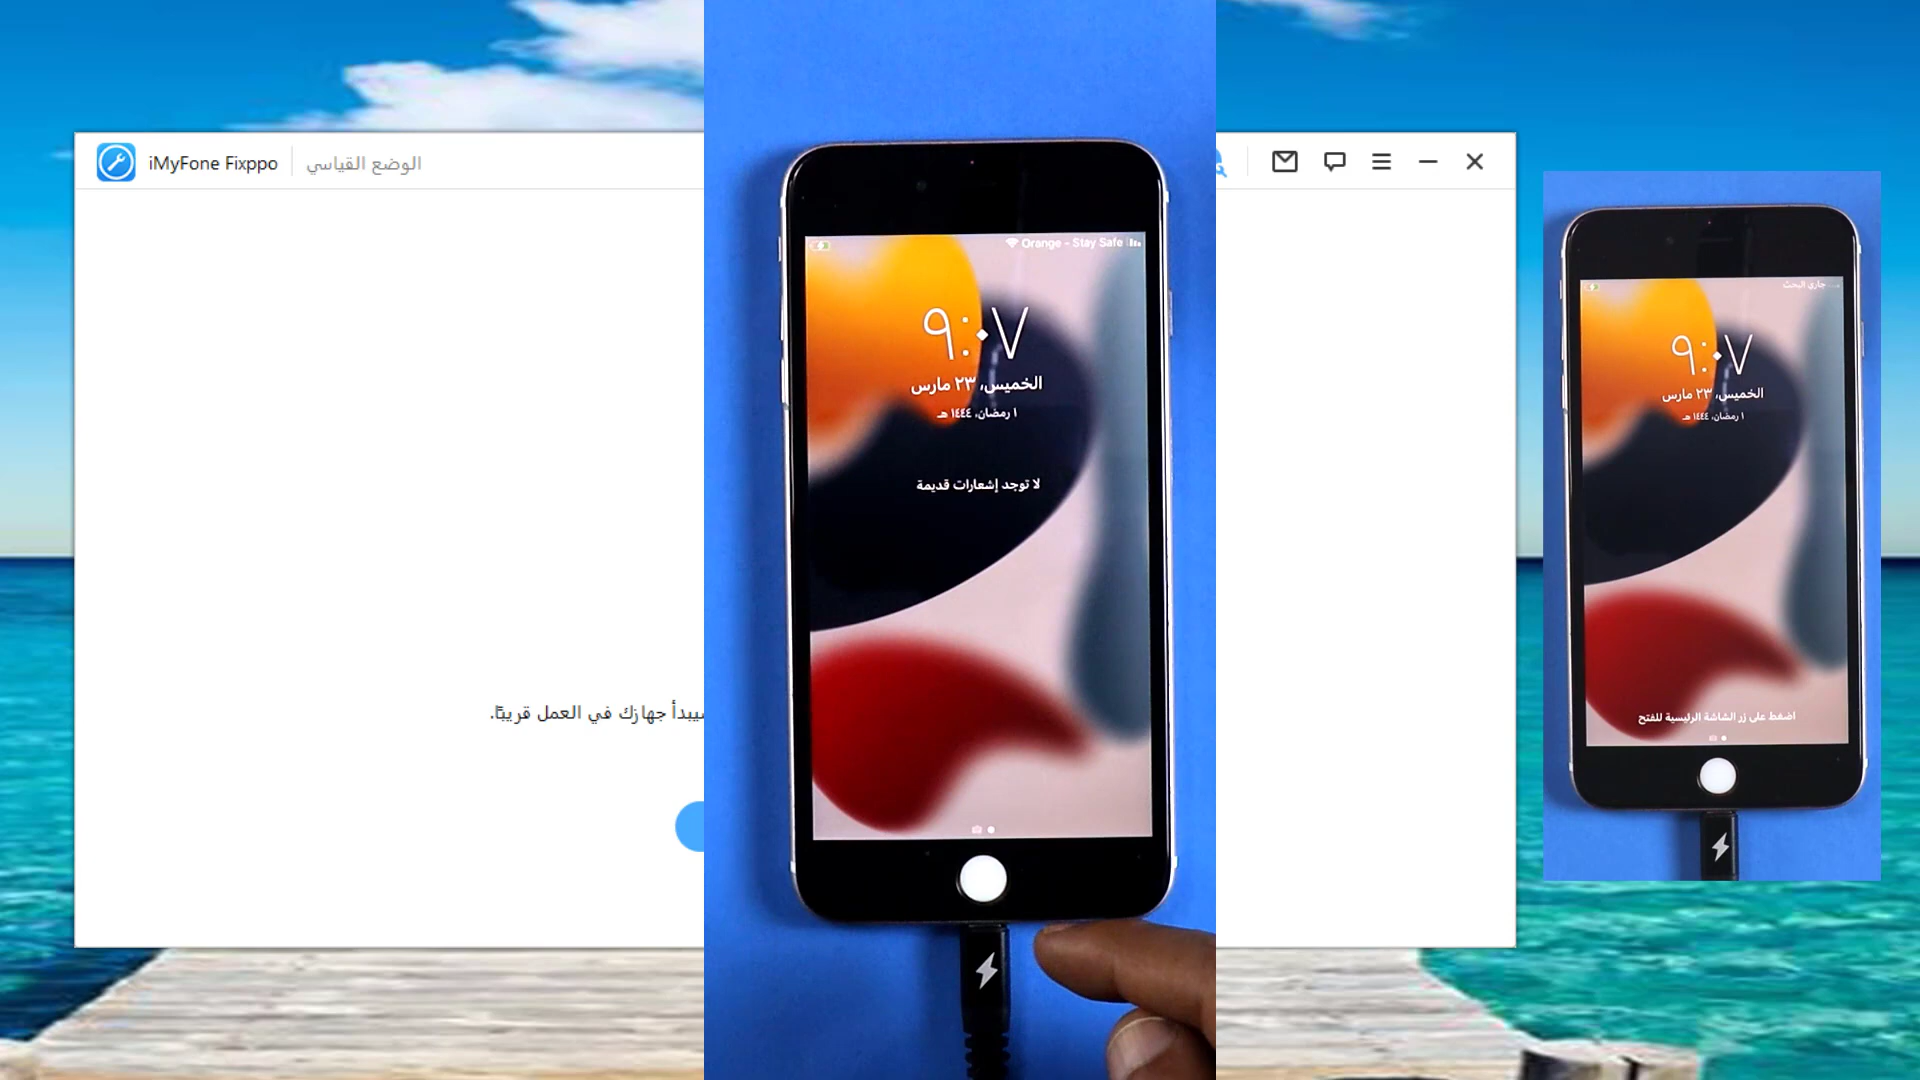 iMyFone Fixppo
الوضع القياسي
Orange - Stay Safe
٩:٠٧
الخميس، ٢٣ مارس
١ رمضان، ١٤٤٤ هـ
لا توجد إشعارات قديمة
جهازك في العمل قريبًا.
جاري البحث
٩:٠٧
الخميس، ٢٣ مارس
١ رمضان، ١٤٤٤ هـ
اضغط على زر الشاشة الرئيسية للفتح